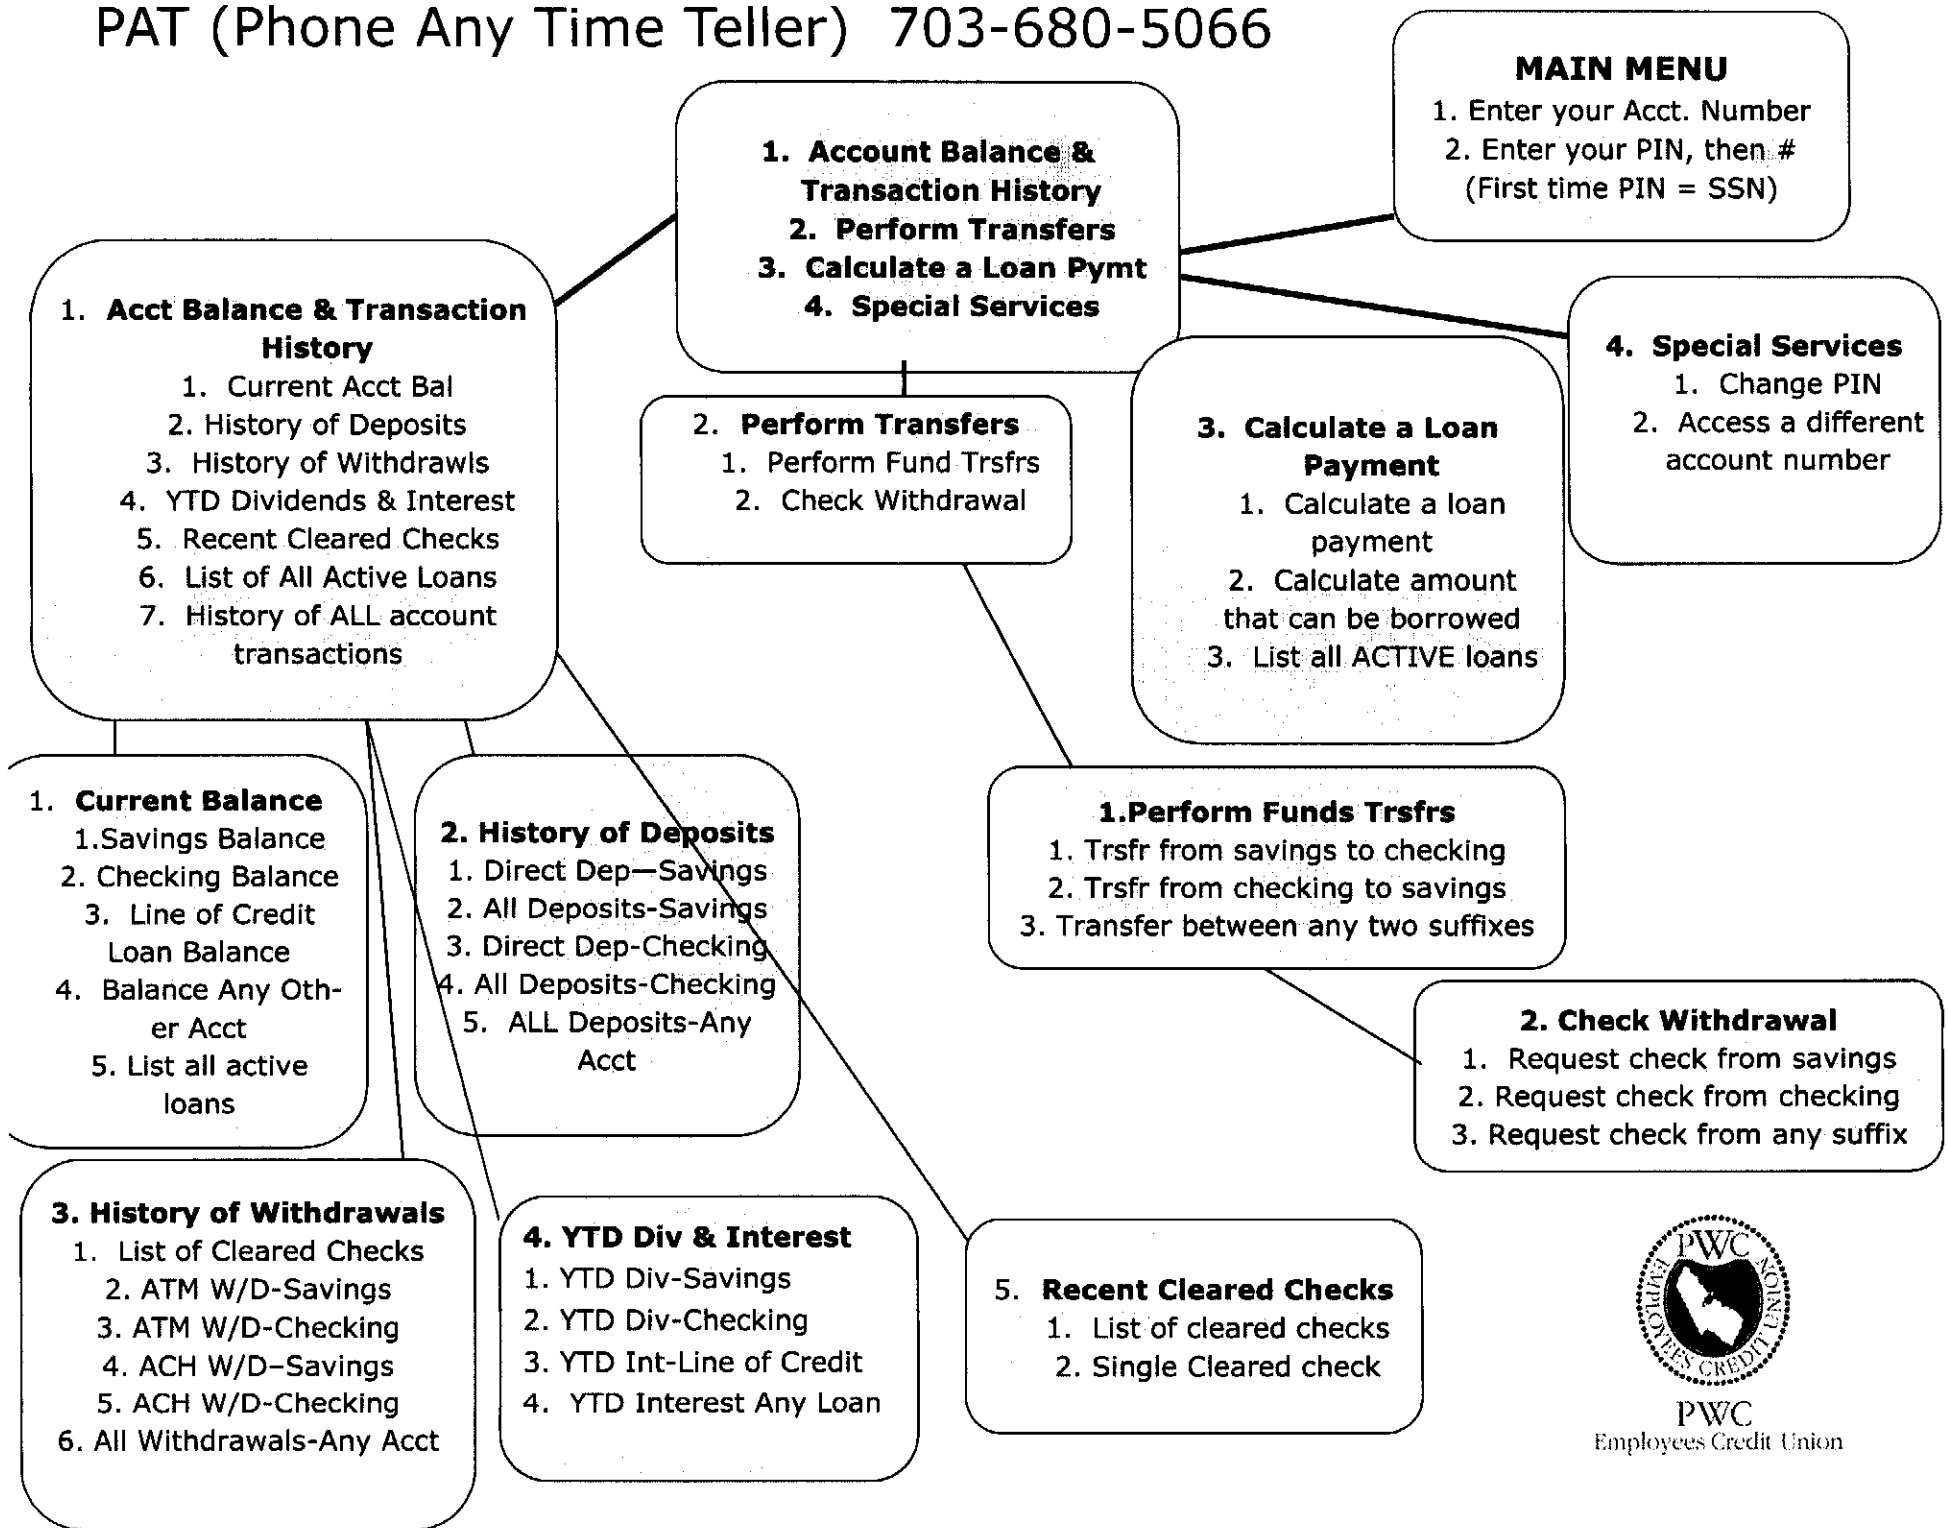 PAT (Phone Any Time Teller) 703-680-5066
MAIN MENU
1. Enter your Acct. Number
2. Enter your PIN, then #
(First time PIN = SSN)
1. Account Balance &
Transaction History
2. Perform Transfers
3. Calculate a Loan Pymt
4. Special Services
1. Acct Balance & Transaction
History
1. Current Acct Bal
2. History of Deposits
3. History of Withdrawls
4. YTD Dividends & Interest
5. Recent Cleared Checks
6. List of All Active Loans
7. History of ALL account
transactions
2. Perform Transfers
1. Perform Fund Trsfrs
2. Check Withdrawal
3. Calculate a Loan
Payment
1. Calculate a loan
payment
2. Calculate amount
that can be borrowed
3. List all ACTIVE loans
4. Special Services
1. Change PIN
2. Access a different
account number
1. Current Balance
1.Savings Balance
2. Checking Balance
3. Line of Credit
Loan Balance
4. Balance Any Oth-
er Acct
5. List all active
loans
2. History of Deposits
1. Direct Dep—Savings
2. All Deposits-Savings
3. Direct Dep-Checking
4. All Deposits-Checking
5. ALL Deposits-Any
Acct
1.Perform Funds Trsfrs
1. Trsfr from savings to checking
2. Trsfr from checking to savings
3. Transfer between any two suffixes
2. Check Withdrawal
1. Request check from savings
2. Request check from checking
3. Request check from any suffix
3. History of Withdrawals
1. List of Cleared Checks
2. ATM W/D-Savings
3. ATM W/D-Checking
4. ACH W/D–Savings
5. ACH W/D-Checking
6. All Withdrawals-Any Acct
4. YTD Div & Interest
1. YTD Div-Savings
2. YTD Div-Checking
3. YTD Int-Line of Credit
4. YTD Interest Any Loan
5. Recent Cleared Checks
1. List of cleared checks
2. Single Cleared check
PWC
EMPLOYEES CREDIT UNION
PWC
Employees Credit Union